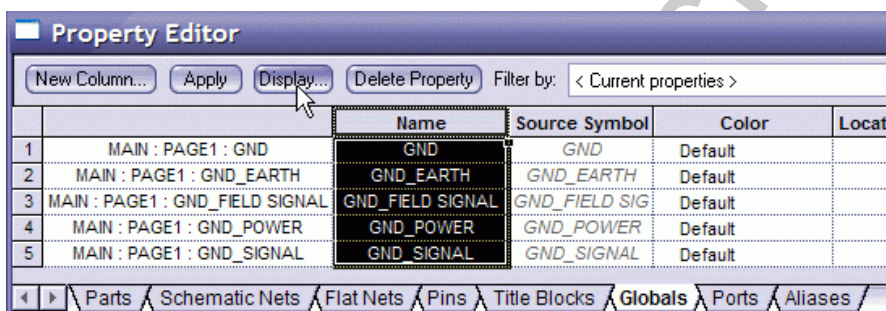 Property Editor
New Column... Apply Display... Delete Property Filter by: < Current properties >
Name Source Symbol Color Locat
1 MAIN : PAGE1 : GND GND GND Default
2 MAIN : PAGE1 : GND_EARTH GND_EARTH GND_EARTH Default
3 MAIN : PAGE1 : GND_FIELD SIGNAL GND_FIELD SIGNAL GND_FIELD SIG Default
4 MAIN : PAGE1 : GND_POWER GND_POWER GND_POWER Default
5 MAIN : PAGE1 : GND_SIGNAL GND_SIGNAL GND_SIGNAL Default
Parts Schematic Nets Flat Nets Pins Title Blocks Globals Ports Aliases